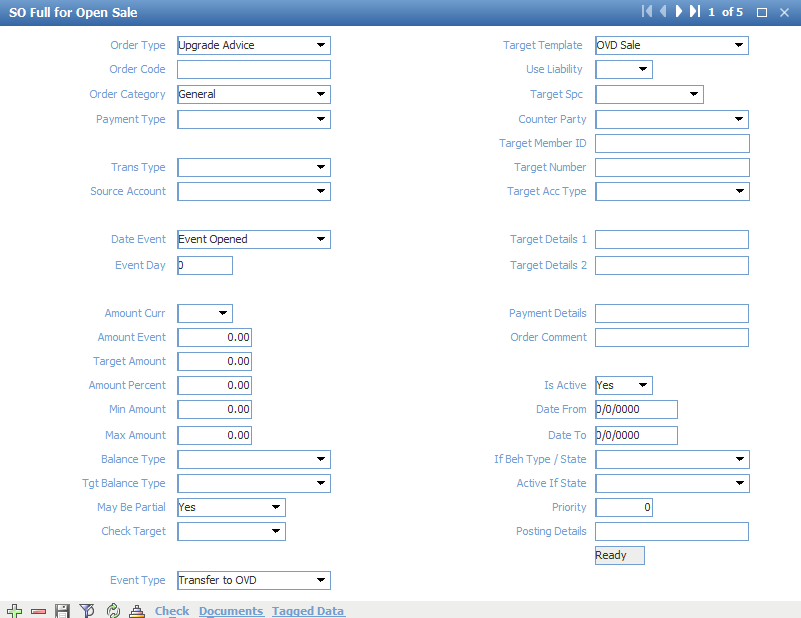 SO Full for Open Sale 1 of 5
Order Type Upgrade Advice Target Template OVD Sale
Order Code Use Liability
Order Category General Target Spc
Payment Type Counter Party
Target Member ID
Trans Type Target Number
Source Account Target Acc Type
Date Event Event Opened Target Details 1
Event Day 0 Target Details 2
Amount Curr Payment Details
Amount Event 0.00 Order Comment
Target Amount 0.00
Amount Percent 0.00 Is Active Yes
Min Amount 0.00 Date From 0/0/0000
Max Amount 0.00 Date To 0/0/0000
Balance Type If Beh Type / State
Tgt Balance Type Active If State
May Be Partial Yes Priority 0
Check Target Posting Details
Ready
Event Type Transfer to OVD
Check Documents Tagged Data